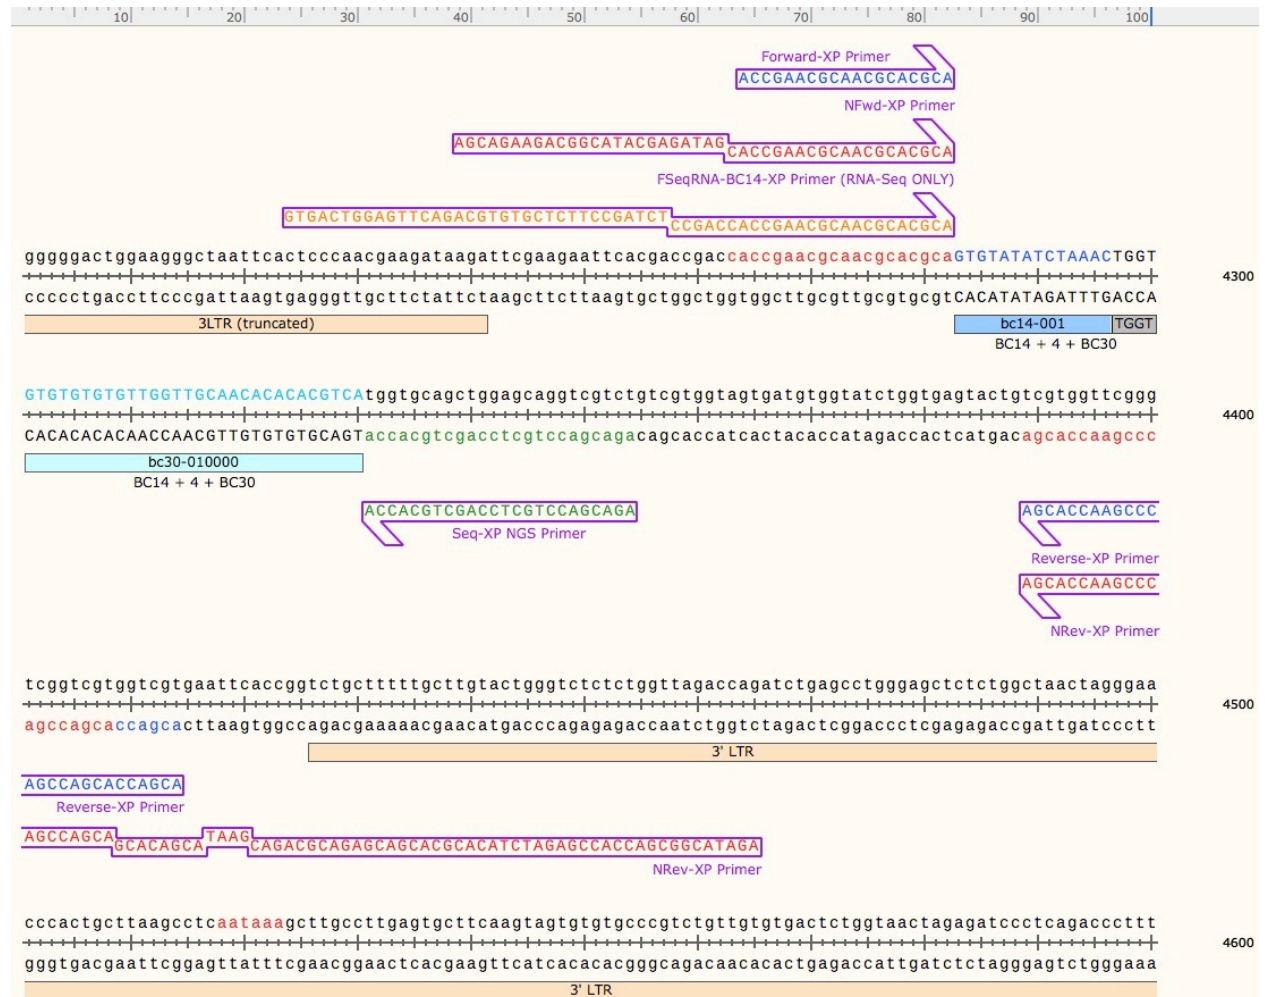 10 20 30 40 50 60 70 80 90 100
Forward-XP Primer
ACCGAACGCAACGCACGCA
NFwd-XP Primer
AGCAGAAGACGGCATACGAGATAG
CACCGAACGCAACGCACGCA
FSeqRNA-BC14-XP Primer (RNA-Seq ONLY)
GTGACTGGAGTTCAGACGTGTGCTCTTCCGATCT
CCGACCACCGAACGCAACGCACGCA
gggggactggaagggctaattcactcccaacgaagataagattcgaagaattcacgaccgaccaccgaacgcaacgcacgcaGTGTATATCTAAACTGGT
4300
ccccctgaccttcccgattaagtgagggttgcttctattctaagcttcttaagtgctggctggtggcttgcgttgcgtgcgtCACATATAGATTTGACCA
3LTR (truncated) bc14-001 TGGT
BC14 + 4 + BC30
GTGTGTGTGTTGGTTGCAACACACACGTCAtggtgcagctggagcaggtcgtctgtcgtggtagtgatgtggtatctggtgagtactgtcgtggttcggg
4400
CACACACACAACCAACGTTGTGTGTGCAGTaccacgtcgacctcgtccagcagacagcaccatcactacaccatagaccactcatgacagcaccaagccc
bc30-010000
BC14 + 4 + BC30
ACCACGTCGACCTCGTCCAGCAGA AGCACCAAGCCC
Seq-XP NGS Primer
Reverse-XP Primer
AGCACCAAGCCC
NRev-XP Primer
tcggtcgtggtcgtgaattcaccggtctgctttttgcttgtactgggtctctctggttagaccagatctgagcctgggagctctctggctaactagggaa
4500
agccagcaccagcacttaagtggccagacgaaaaacgaacatgacccagagagaccaatctggtctagactcggaccctcgagagaccgattgatccctt
3' LTR
AGCCAGCACCAGCA
Reverse-XP Primer
AGCCAGCA TAAG
GCACAGCA CAGACGCAGAGCAGCACGCACATCTAGAGCCACCAGCGGCATAGA
NRev-XP Primer
cccactgcttaagcctcaataaagcttgccttgagtgcttcaagtagtgtgtgcccgtctgttgtgtgactctggtaactagagatccctcagaccctt​t
4600
gggtgacgaattcggagttatttcgaacggaactcacgaagttcatcacacacgggcagacaacacactgagaccattgatctctagggagtctgggaaa
3' LTR